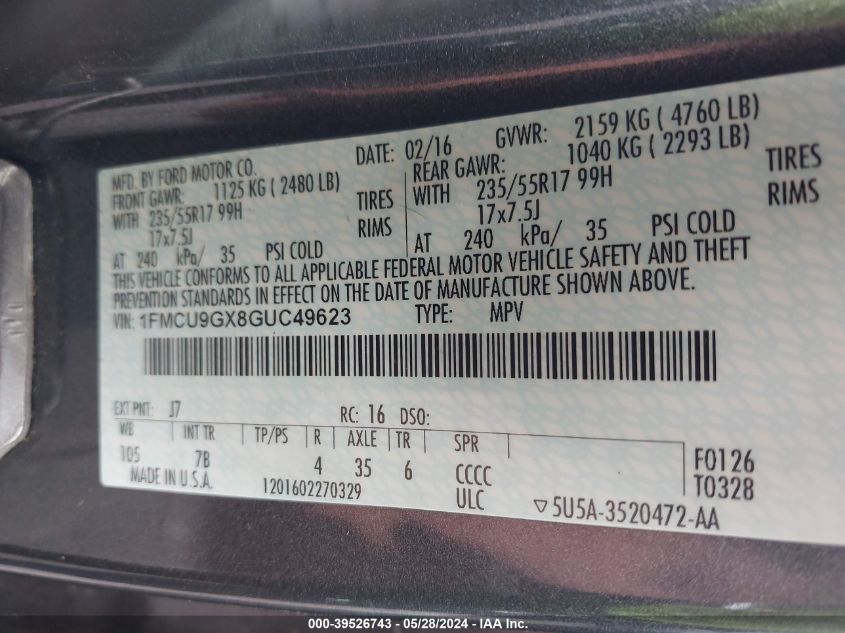 MFD. BY FORD MOTOR CO.
DATE: 02/16 GVWR: 2159 KG ( 4760 LB)
FRONT GAWR: 1125 KG ( 2480 LB)
REAR GAWR: 1040 KG ( 2293 LB)
WITH 235/55R17 99H TIRES
WITH 235/55R17 99H TIRES
17x7.5J RIMS
17x7.5J RIMS
AT 240 kPa/ 35 PSI COLD
AT 240 kPa/ 35 PSI COLD
THIS VEHICLE CONFORMS TO ALL APPLICABLE FEDERAL MOTOR VEHICLE SAFETY AND THEFT
PREVENTION STANDARDS IN EFFECT ON THE DATE OF MANUFACTURE SHOWN ABOVE.
VIN: 1FMCU9GX8GUC49623 TYPE: MPV
EXT PNT: J7 RC: 16 DSO:
WB INT TR TP/PS R AXLE TR SPR
105 7B 4 35 6 CCCC F0126
MADE IN U.S.A. 1201602270329 ULC T0328
▽5U5A-3520472-AA
000-39526743 / 05/28/2024 - IAA Inc.